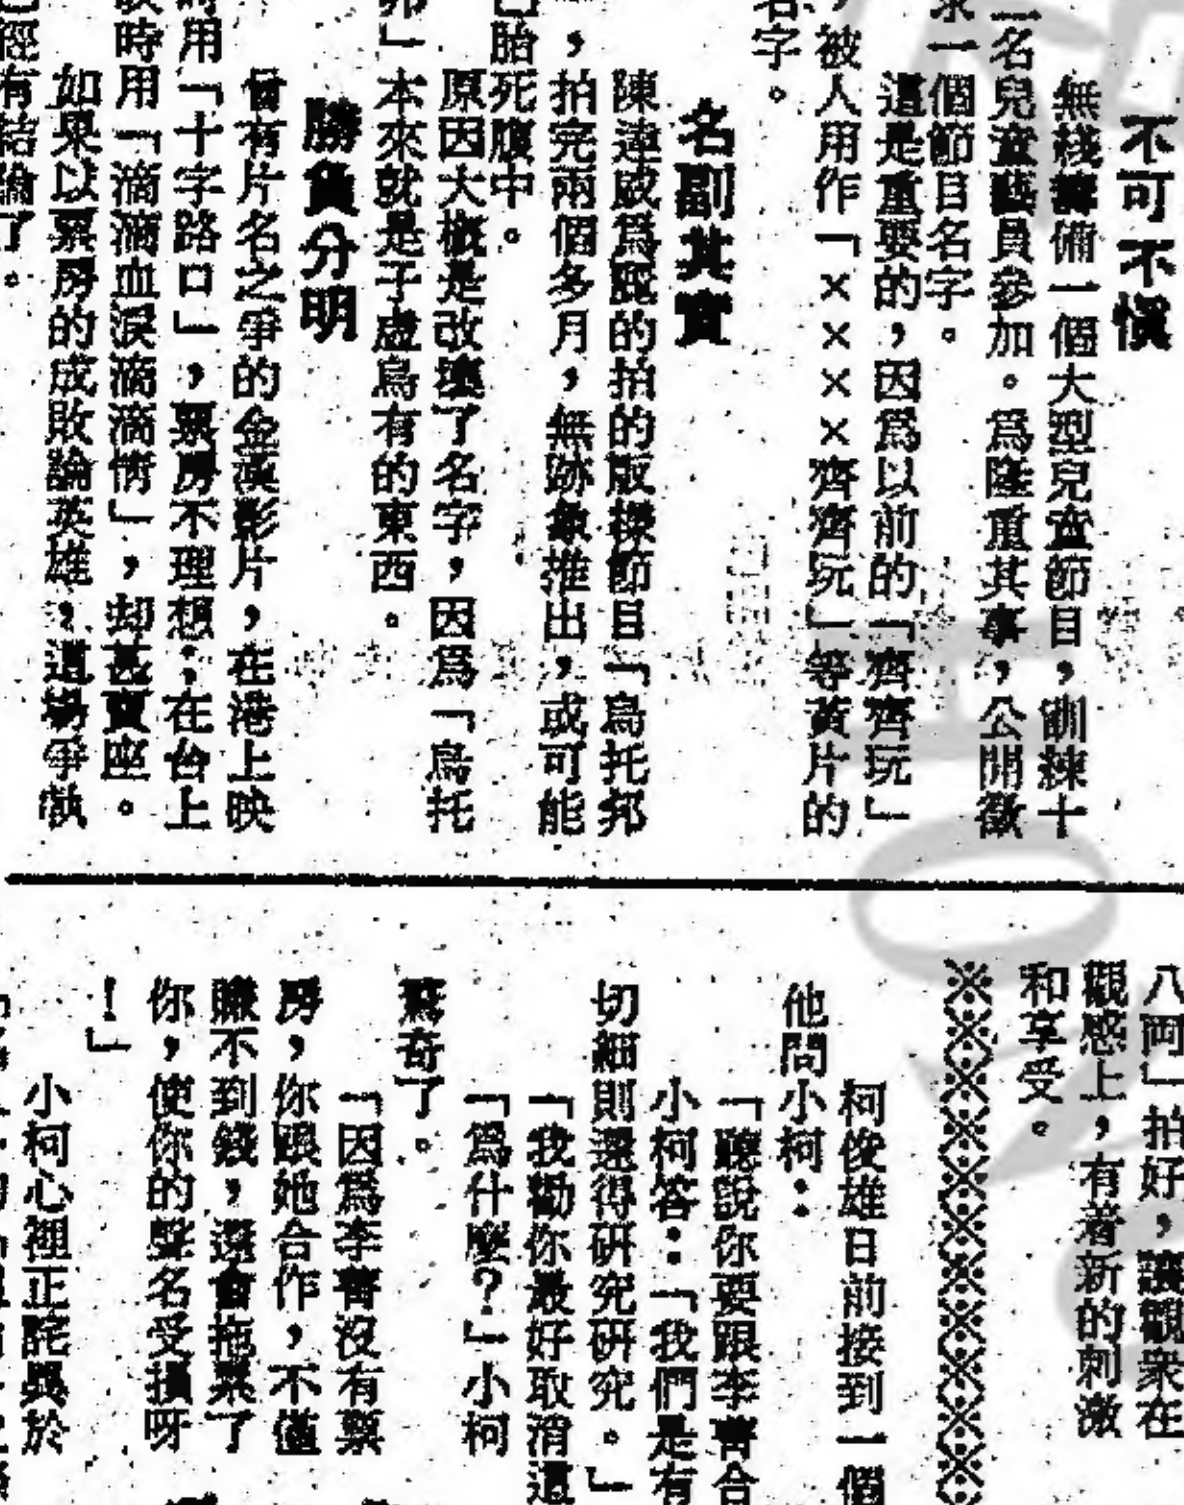 不可不慎
無綫籌備一個大型兒童節目，訓練十
二名兒童藝員參加。爲隆重其事，公開徵
求一個節目名字。
這是重要的，因爲以前的「齊齊玩」
，被人用作「××××齊齊玩」等黃片的
名字。
名副其實
陳達威爲麗的拍的版樣節目「烏托邦
，拍完兩個多月，無跡象推出，或可能
胎死腹中。
原因大概是改壞了名字，因爲「烏托
邦」本來就是子虛烏有的東西。
勝負分明
曾有片名之爭的金漢影片，在港上映
用「十字路口」，票房不理想；在台上
時用「滴滴血淚滴滴情」，却甚賣座。
如果以票房的成敗論英雄，這場爭執
經有結論了。
八両」拍好，讓觀衆在
觀感上，有着新的刺激
和享受。
※※※※※※※※※※
柯俊雄日前接到一個
他問小柯：
「聽說你要跟李菁合
小柯答：「我們是有
切細則還得研究研究。」
「我勸你最好取消這
「爲什麼？」小柯
驚奇了。
「因爲李菁沒有票
房，你跟她合作，不僅
賺不到錢，還會拖累了
你，使你的聲名受損呀
！」
小柯心裡正詫異於